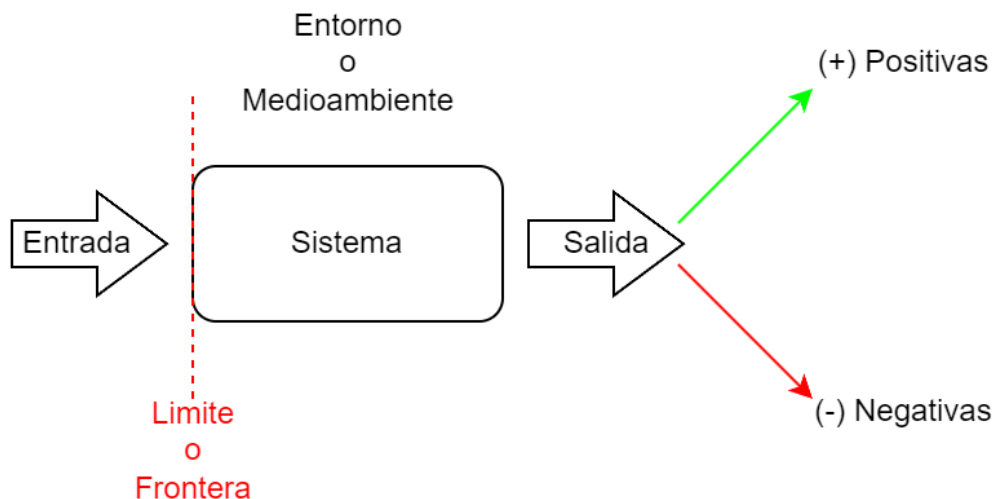 Entorno
o
Medioambiente
(+) Positivas
Entrada
Sistema
Salida
(-) Negativas
Limite
o
Frontera